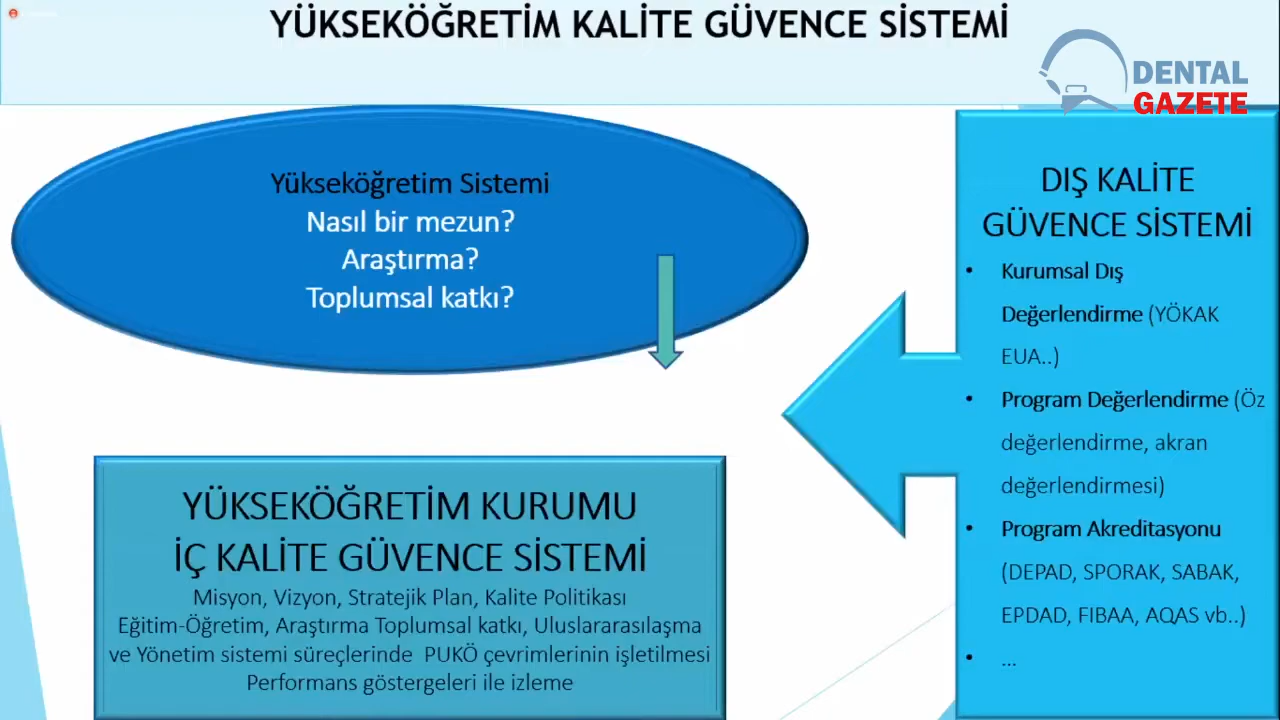 YÜKSEKÖĞRETİM KALİTE GÜVENCE SİSTEMİ
DENTAL
GAZETE
Yükseköğretim Sistemi
Nasıl bir mezun?
Araştırma?
Toplumsal katkı?
YÜKSEKÖĞRETİM KURUMU
İÇ KALİTE GÜVENCE SİSTEMİ
Misyon, Vizyon, Stratejik Plan, Kalite Politikası
Eğitim-Öğretim, Araştırma Toplumsal katkı, Uluslararasılaşma
ve Yönetim sistemi süreçlerinde PUKÖ çevrimlerinin işletilmesi
Performans göstergeleri ile izleme
DIŞ KALİTE
GÜVENCE SİSTEMİ
• Kurumsal Dış
Değerlendirme (YÖKAK
EUA..)
• Program Değerlendirme (Öz
değerlendirme, akran
değerlendirmesi)
• Program Akreditasyonu
(DEPAD, SPORAK, SABAK,
EPDAD, FIBAA, AQAS vb..)
• ...